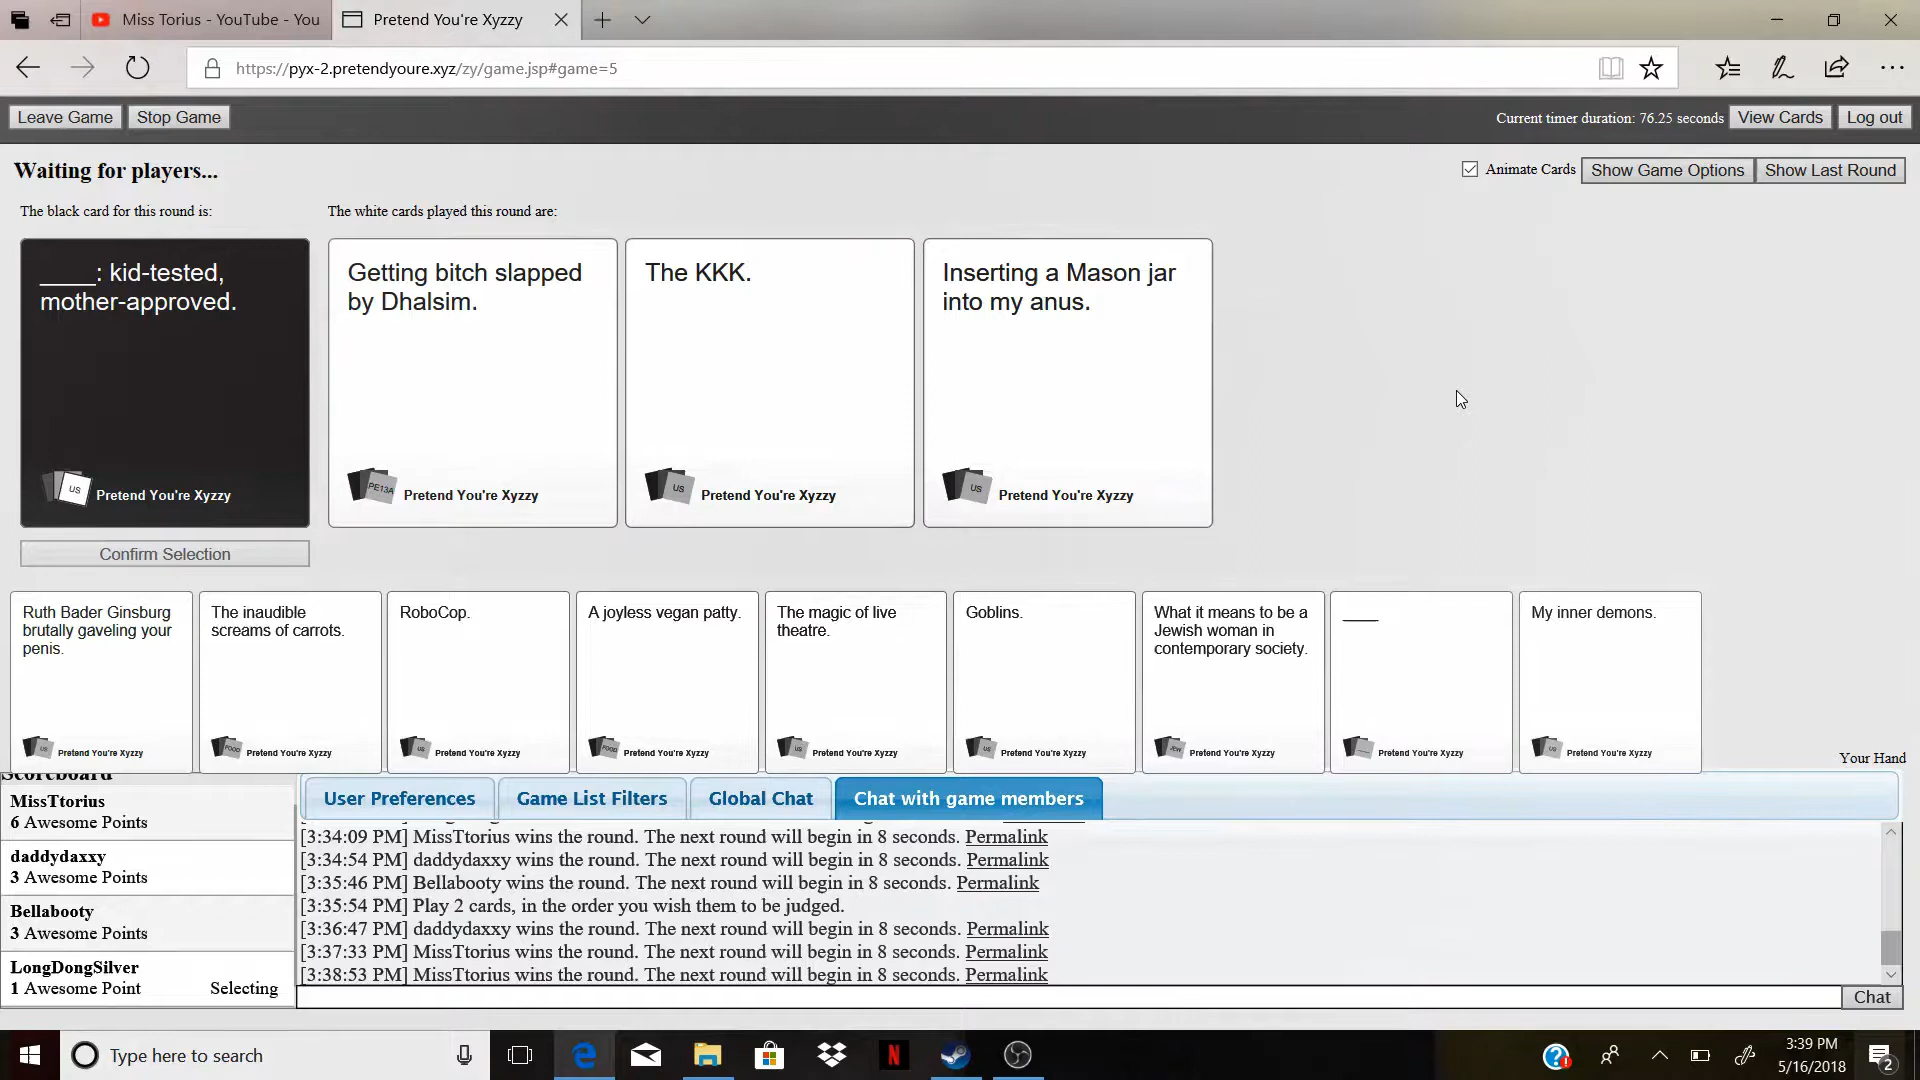 Miss Torius - YouTube - You
Pretend You're Xyzzy
https://pyx-2.pretendyoure.xyz/zy/game.jsp#game=5
Leave Game
Stop Game
Current timer duration: 76.25 seconds
View Cards
Log out
Waiting for players...
Animate Cards
Show Game Options
Show Last Round
The black card for this round is:
The white cards played this round are:
____: kid-tested,
mother-approved.
US
Pretend You're Xyzzy
Getting bitch slapped
by Dhalsim.
PE13A
Pretend You're Xyzzy
The KKK.
US
Pretend You're Xyzzy
Inserting a Mason jar
into my anus.
US
Pretend You're Xyzzy
Confirm Selection
Ruth Bader Ginsburg
brutally gaveling your
penis.
US
Pretend You're Xyzzy
The inaudible
screams of carrots.
FOOD
Pretend You're Xyzzy
RoboCop.
US
Pretend You're Xyzzy
A joyless vegan patty.
FOOD
Pretend You're Xyzzy
The magic of live
theatre.
US
Pretend You're Xyzzy
Goblins.
US
Pretend You're Xyzzy
What it means to be a
Jewish woman in
contemporary society.
JEW
Pretend You're Xyzzy
____
Pretend You're Xyzzy
My inner demons.
US
Pretend You're Xyzzy
Your Hand
Scoreboard
MissTtorius
6 Awesome Points
daddydaxxy
3 Awesome Points
Bellabooty
3 Awesome Points
LongDongSilver
1 Awesome Point
Selecting
User Preferences
Game List Filters
Global Chat
Chat with game members
[3:34:09 PM] MissTtorius wins the round. The next round will begin in 8 seconds. Permalink
[3:34:54 PM] daddydaxxy wins the round. The next round will begin in 8 seconds. Permalink
[3:35:46 PM] Bellabooty wins the round. The next round will begin in 8 seconds. Permalink
[3:35:54 PM] Play 2 cards, in the order you wish them to be judged.
[3:36:47 PM] daddydaxxy wins the round. The next round will begin in 8 seconds. Permalink
[3:37:33 PM] MissTtorius wins the round. The next round will begin in 8 seconds. Permalink
[3:38:53 PM] MissTtorius wins the round. The next round will begin in 8 seconds. Permalink
Chat
Type here to search
N
3:39 PM
5/16/2018
2